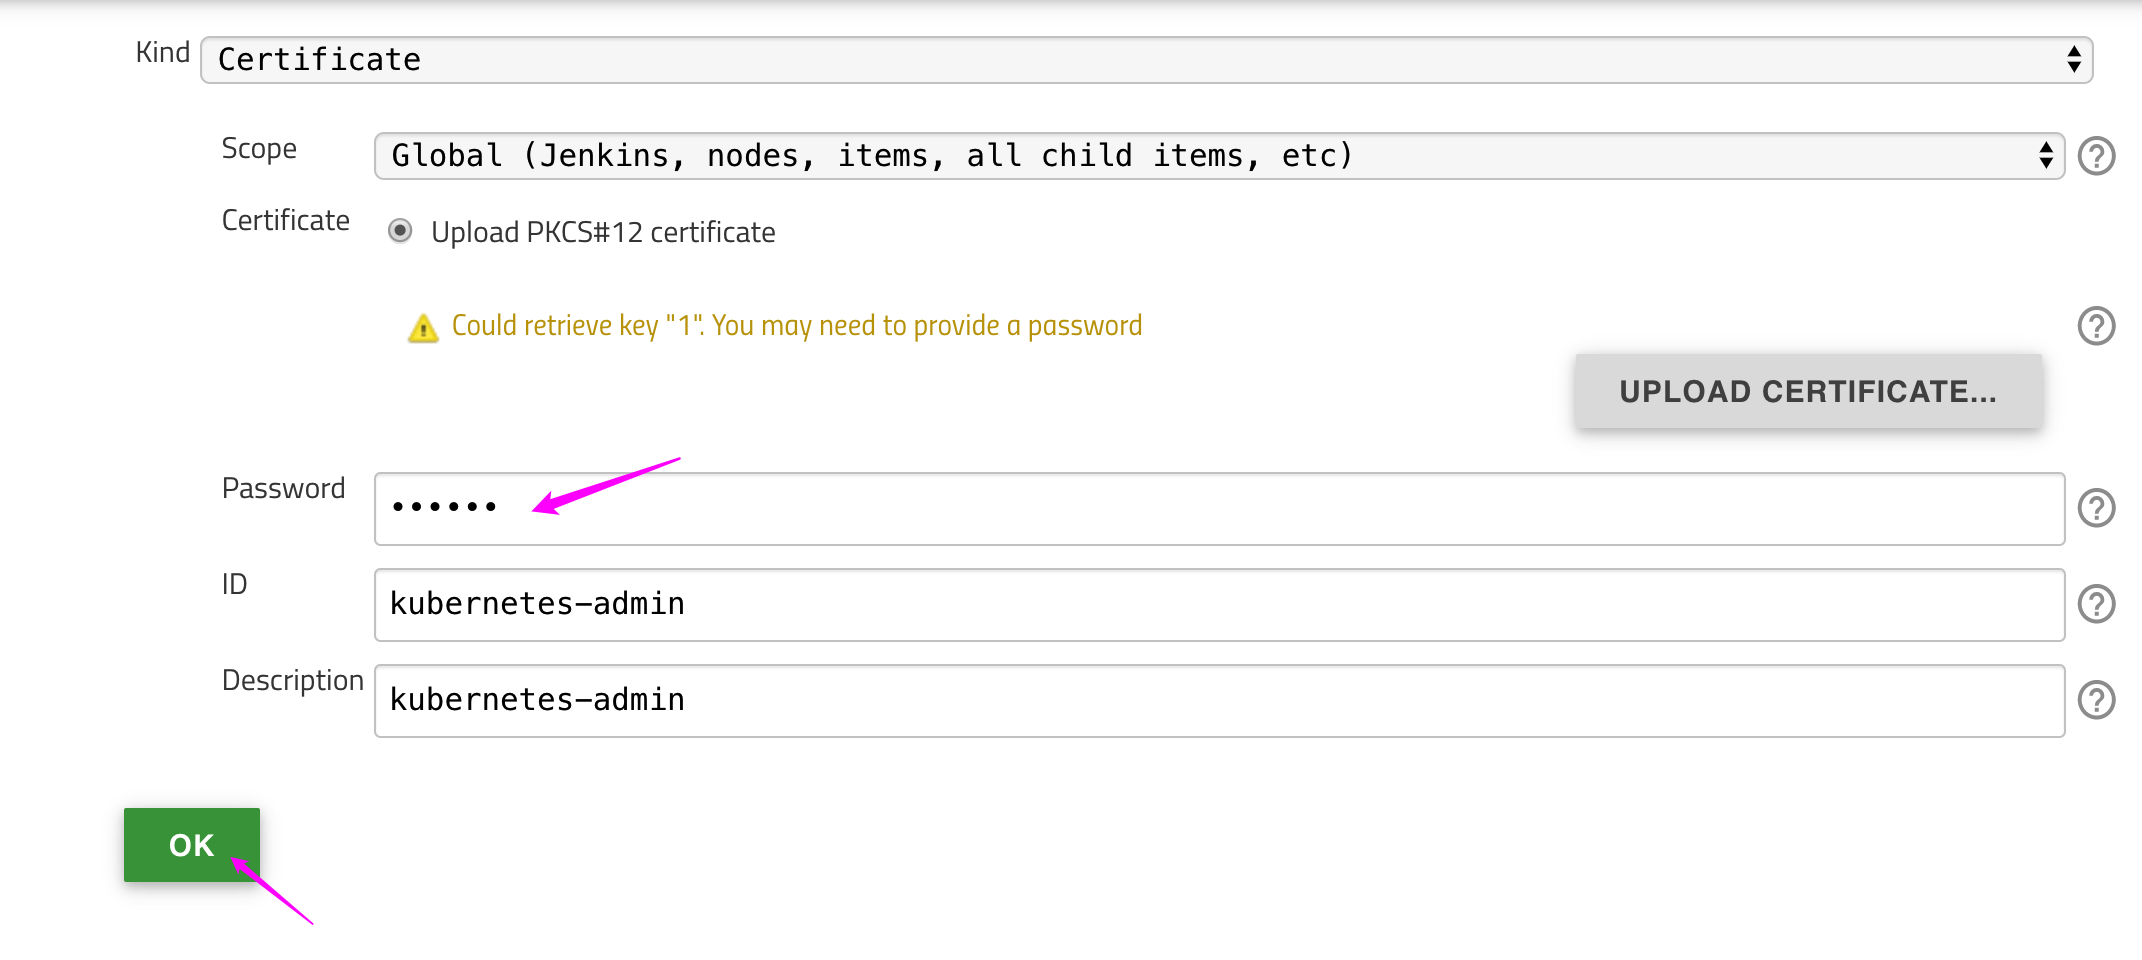 Kind Certificate
Scope Global (Jenkins, nodes, items, all child items, etc)
Certificate Upload PKCS#12 certificate
Could retrieve key "1". You may need to provide a password
UPLOAD CERTIFICATE...
Password ••••••
ID kubernetes-admin
Description kubernetes-admin
OK